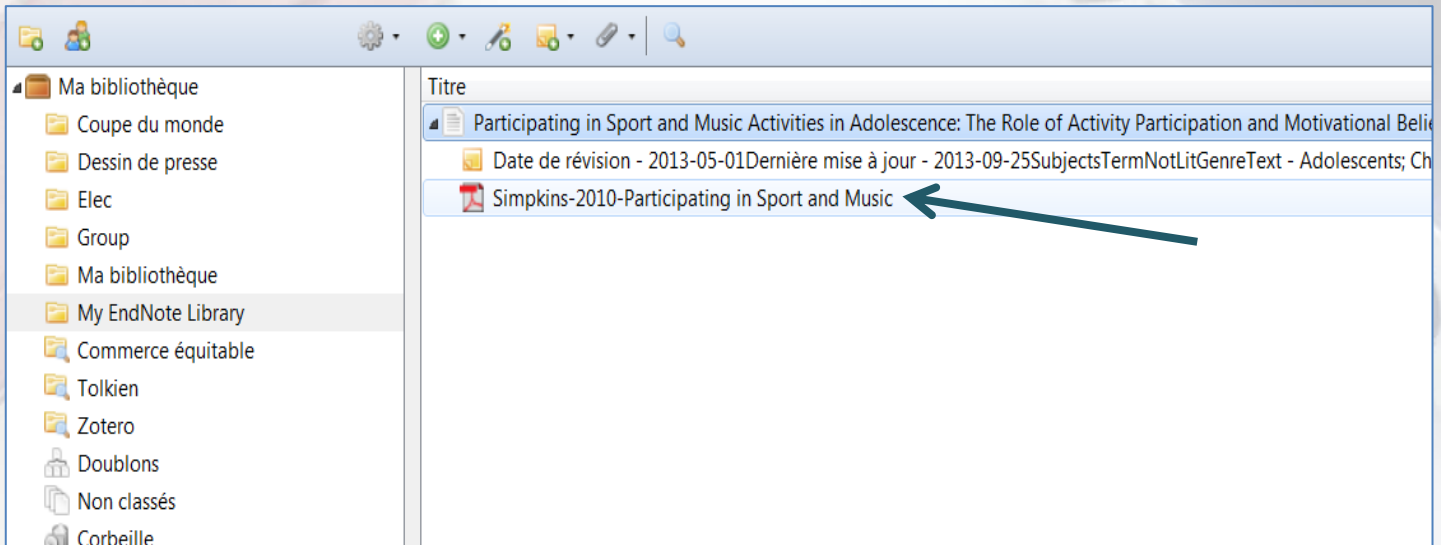 Ma bibliothèque
Coupe du monde
Dessin de presse
Elec
Group
Ma bibliothèque
My EndNote Library
Commerce équitable
Tolkien
Zotero
Doublons
Non classés
Corbeille
Titre
Participating in Sport and Music Activities in Adolescence: The Role of Activity Participation and Motivational Belie
Date de révision - 2013-05-01Dernière mise à jour - 2013-09-25SubjectsTermNotLitGenreText - Adolescents; Ch
Simpkins-2010-Participating in Sport and Music